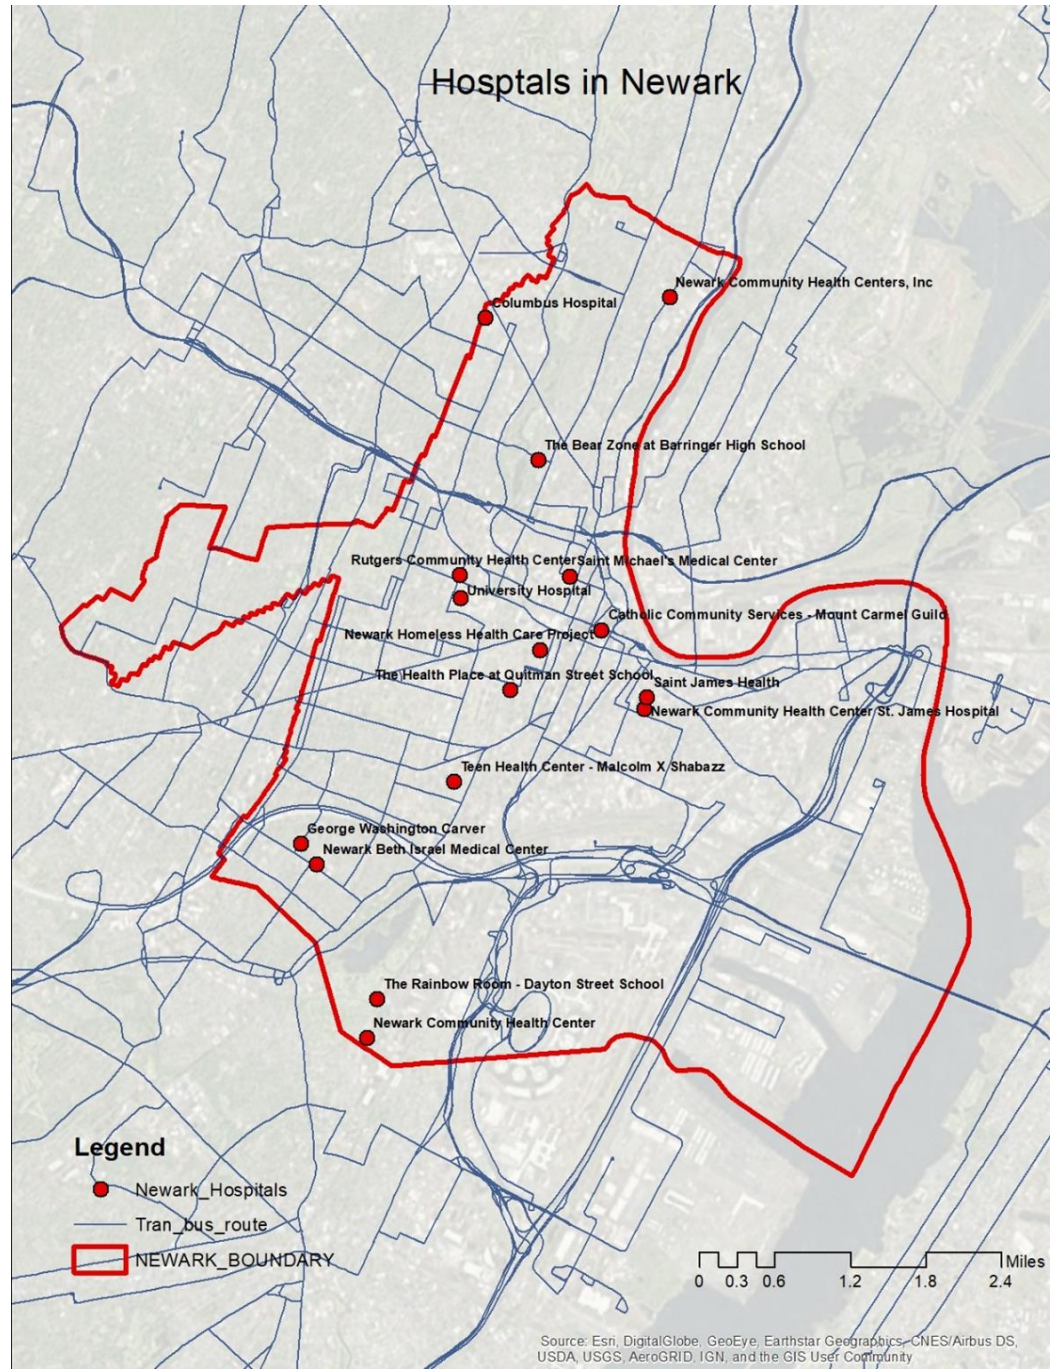 Hosptals in Newark
Newark Community Health Centers, Inc
Columbus Hospital
The Bear Zone at Barringer High School
Rutgers Community Health Center
Saint Michael's Medical Center
University Hospital
Catholic Community Services - Mount Carmel Guild
Newark Homeless Health Care Project
The Health Place at Quitman Street School
Saint James Health
Newark Community Health Center St. James Hospital
Teen Health Center - Malcolm X Shabazz
George Washington Carver
Newark Beth Israel Medical Center
The Rainbow Room - Dayton Street School
Newark Community Health Center
Legend
Newark_Hospitals
Tran_bus_route
NEWARK_BOUNDARY
Miles
0 0.3 0.6 1.2 1.8 2.4
Source: Esri, DigitalGlobe, GeoEye, Earthstar Geographics, CNES/Airbus DS,
USDA, USGS, AeroGRID, IGN, and the GIS User Community